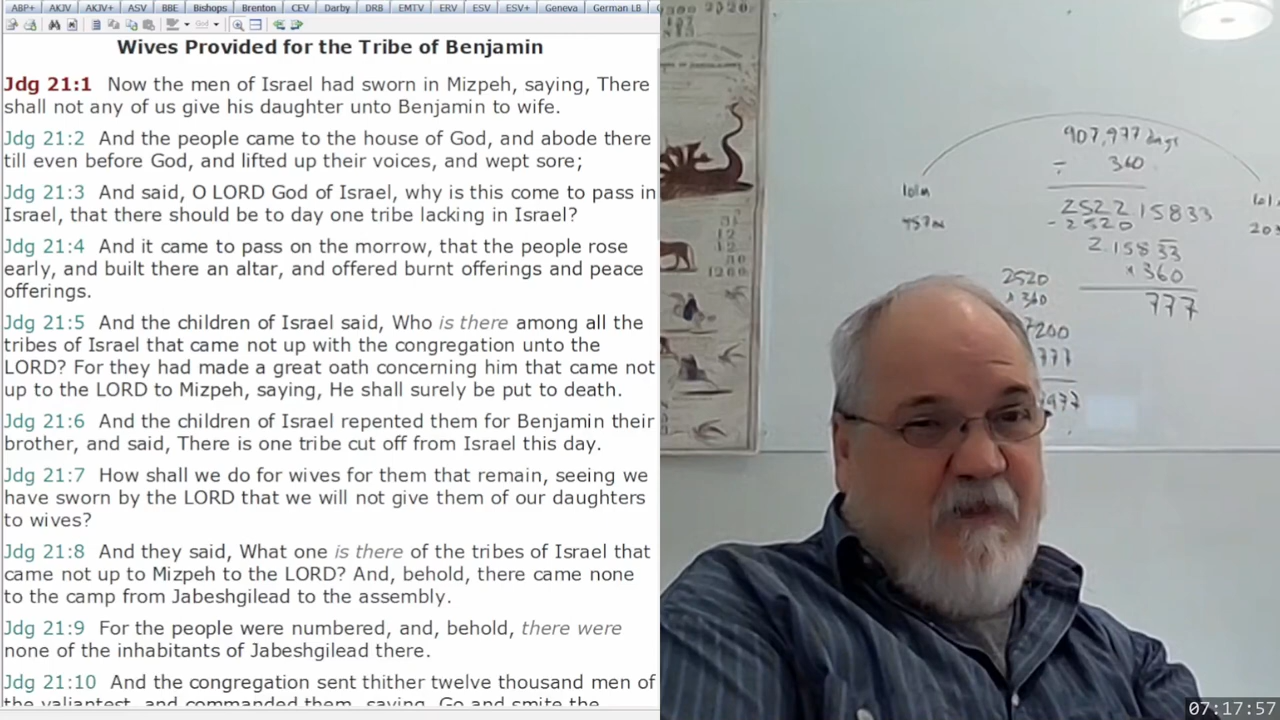 ABP+ AKJV AKJV+ ASV BBE Bishops Brenton CEV Darby DRB EMTV ERV ESV ESV+ Geneva German LB
Wives Provided for the Tribe of Benjamin
Jdg 21:1 Now the men of Israel had sworn in Mizpeh, saying, There
shall not any of us give his daughter unto Benjamin to wife.
Jdg 21:2 And the people came to the house of God, and abode there
till even before God, and lifted up their voices, and wept sore;
Jdg 21:3 And said, O LORD God of Israel, why is this come to pass in
Israel, that there should be to day one tribe lacking in Israel?
Jdg 21:4 And it came to pass on the morrow, that the people rose
early, and built there an altar, and offered burnt offerings and peace
offerings.
Jdg 21:5 And the children of Israel said, Who is there among all the
tribes of Israel that came not up with the congregation unto the
LORD? For they had made a great oath concerning him that came not
up to the LORD to Mizpeh, saying, He shall surely be put to death.
Jdg 21:6 And the children of Israel repented them for Benjamin their
brother, and said, There is one tribe cut off from Israel this day.
Jdg 21:7 How shall we do for wives for them that remain, seeing we
have sworn by the LORD that we will not give them of our daughters
to wives?
Jdg 21:8 And they said, What one is there of the tribes of Israel that
came not up to Mizpeh to the LORD? And, behold, there came none
to the camp from Jabeshgilead to the assembly.
Jdg 21:9 For the people were numbered, and, behold, there were
none of the inhabitants of Jabeshgilead there.
Jdg 21:10 And the congregation sent thither twelve thousand men of
the valiantest, and commanded them, saying, Go and smite the
907,977 days
÷ 360
252215833
- 2520
2.15833
x 360
777
2520
x 360
7200
777
1260
07:17:57